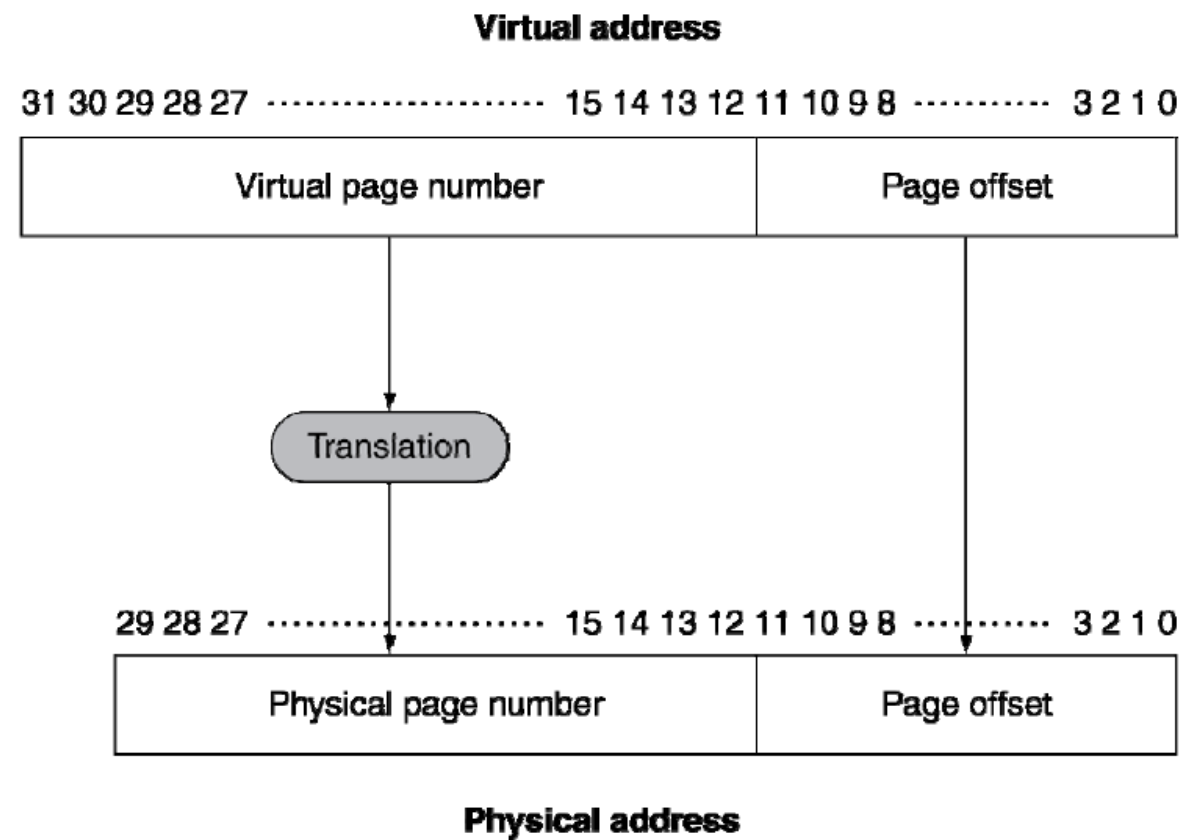 Virtual address
31 30 29 28 27 ······················ 15 14 13 12 11 10 9 8 ··········· 3 2 1 0
Virtual page number Page offset
Translation
29 28 27 ······················ 15 14 13 12 11 10 9 8 ··········· 3 2 1 0
Physical page number Page offset
Physical address